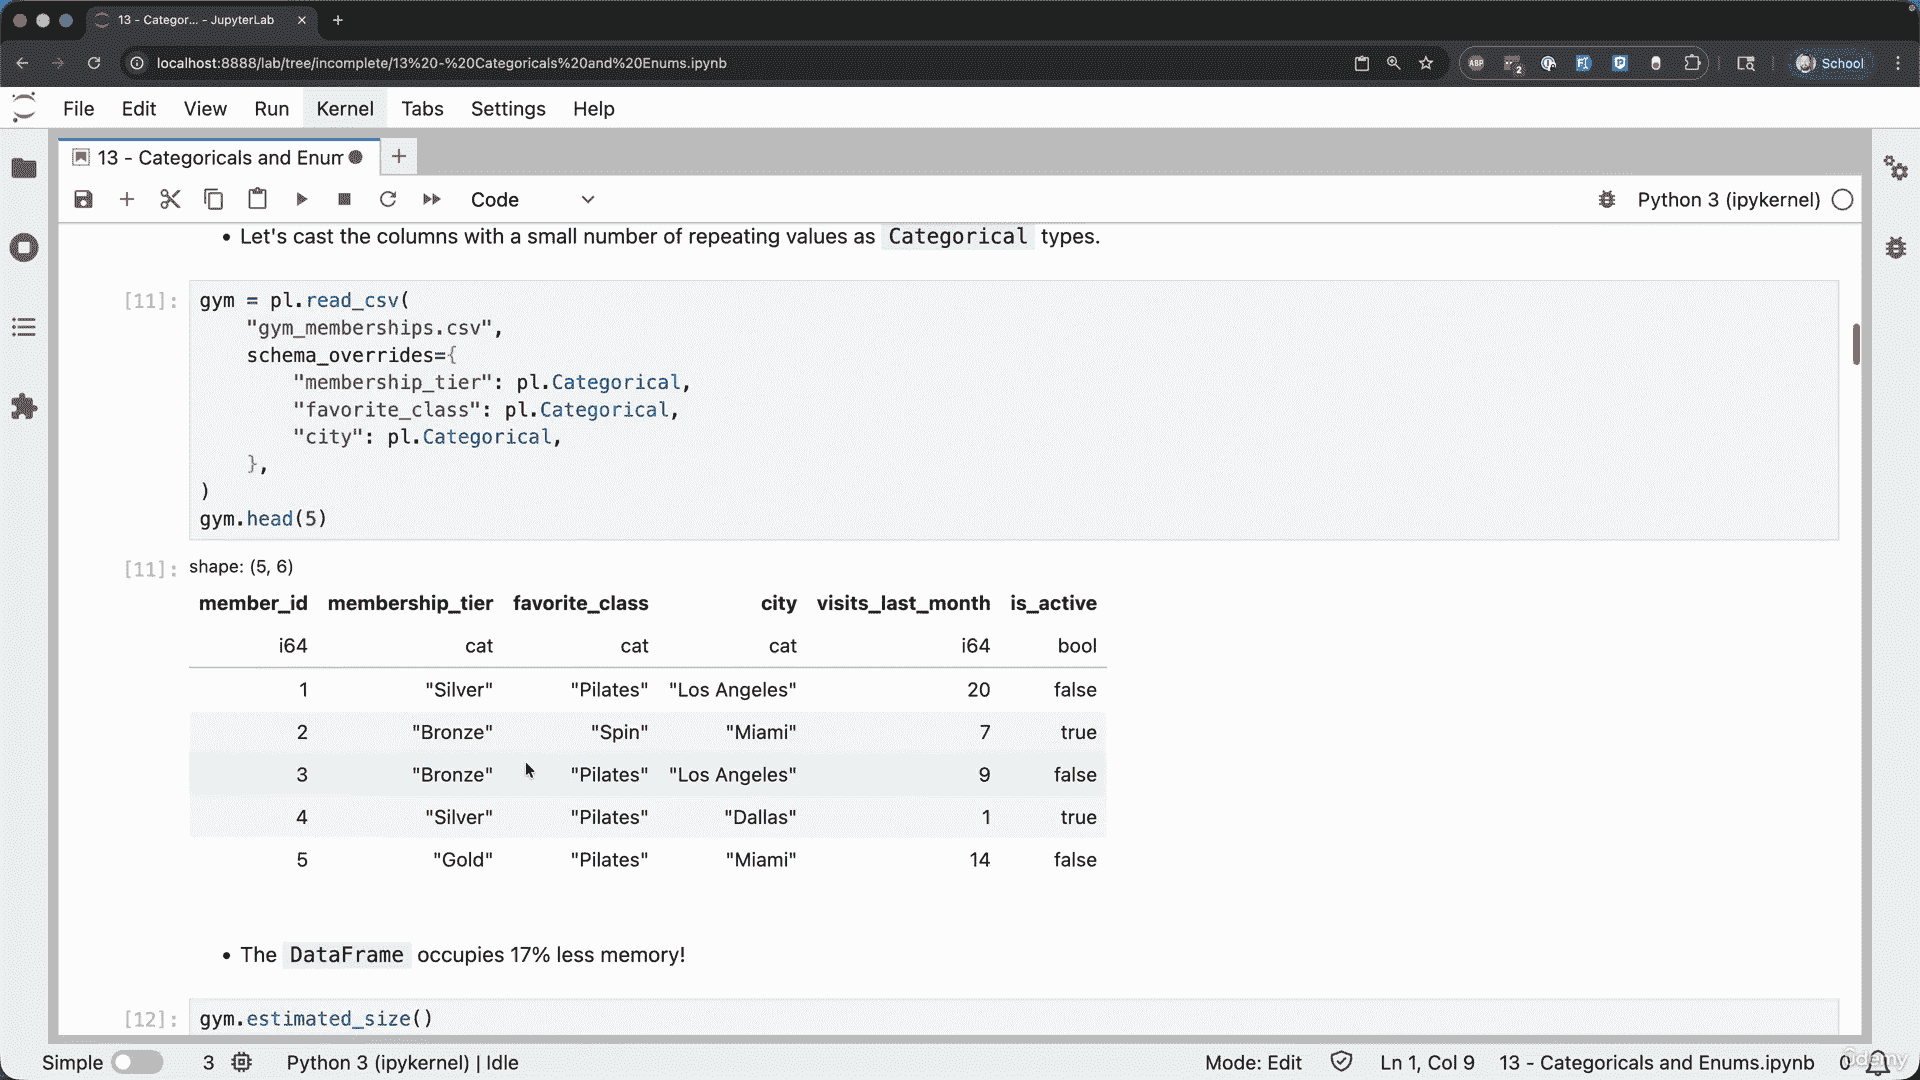 13 - Categor... - JupyterLab
localhost:8888/lab/tree/incomplete/13%20-%20Categoricals%20and%20Enums.ipynb
ABP
2
School
File Edit View Run Kernel Tabs Settings Help
13 - Categoricals and Enum
Code
Python 3 (ipykernel)
• Let's cast the columns with a small number of repeating values as Categorical types.
[11]:
gym = pl.read_csv(
"gym_memberships.csv",
schema_overrides={
"membership_tier": pl.Categorical,
"favorite_class": pl.Categorical,
"city": pl.Categorical,
},
)
gym.head(5)
[11]: shape: (5, 6)
member_id membership_tier favorite_class city visits_last_month is_active
i64 cat cat cat i64 bool
1 "Silver" "Pilates" "Los Angeles" 20 false
2 "Bronze" "Spin" "Miami" 7 true
3 "Bronze" "Pilates" "Los Angeles" 9 false
4 "Silver" "Pilates" "Dallas" 1 true
5 "Gold" "Pilates" "Miami" 14 false
• The DataFrame occupies 17% less memory!
[12]: gym.estimated_size()
Simple 3 Python 3 (ipykernel) | Idle Mode: Edit Ln 1, Col 9 13 - Categoricals and Enums.ipynb 0
Udemy